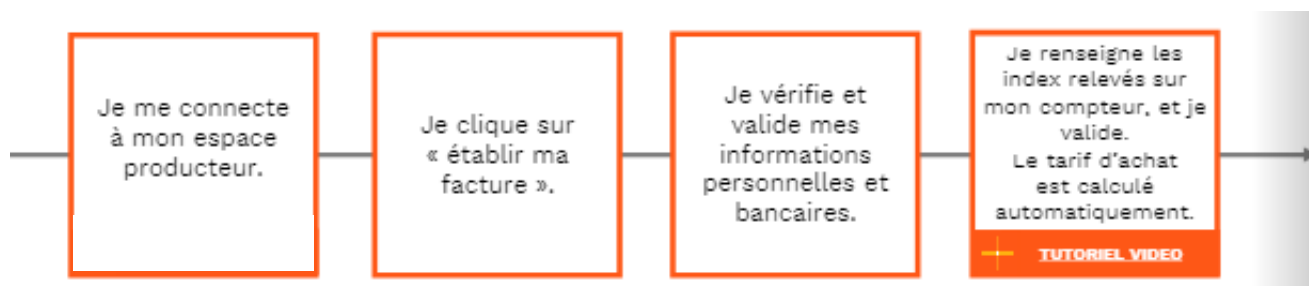 Je me connecte
à mon espace
producteur.
Je clique sur
« établir ma
facture ».
Je vérifie et
valide mes
informations
personnelles et
bancaires.
Je renseigne les
index relevés sur
mon compteur, et je
valide.
Le tarif d'achat
est calculé
automatiquement.
TUTORIEL VIDEO